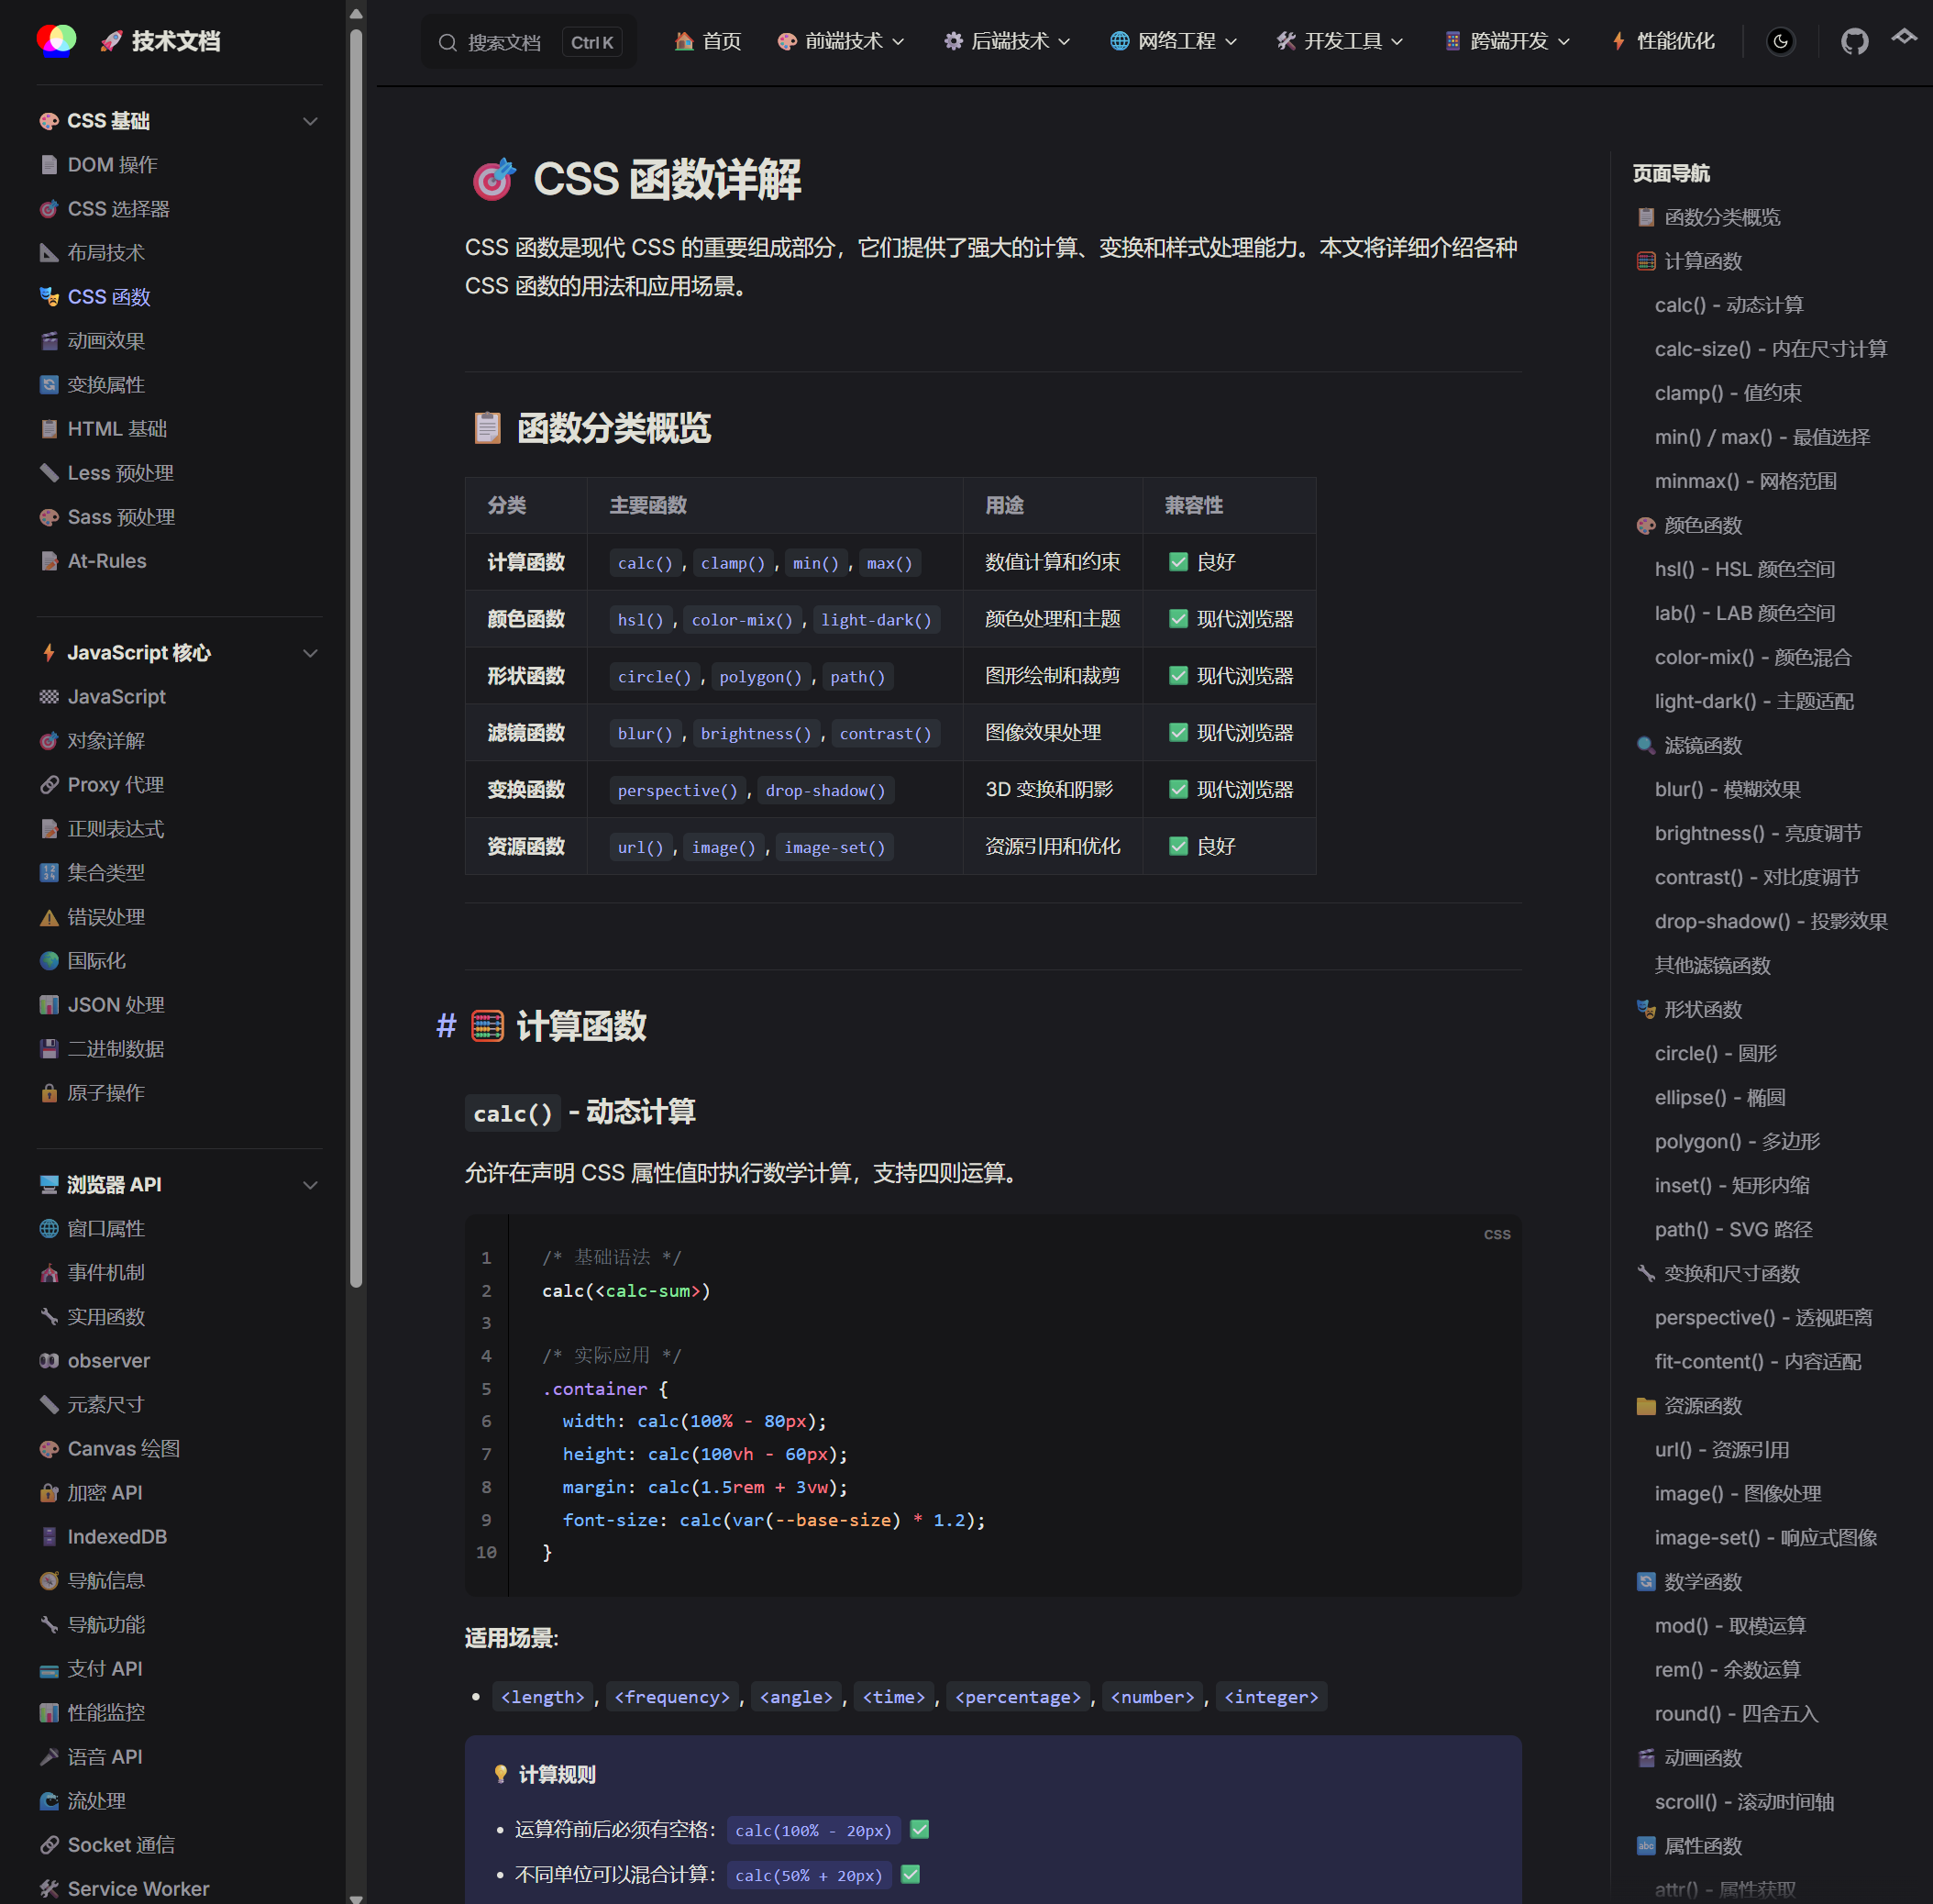 技术文档
搜索文档 Ctrl K
首页
前端技术
后端技术
网络工程
开发工具
跨端开发
性能优化
CSS 基础
DOM 操作
CSS 选择器
布局技术
CSS 函数
动画效果
变换属性
HTML 基础
Less 预处理
Sass 预处理
At-Rules
JavaScript 核心
JavaScript
对象详解
Proxy 代理
正则表达式
集合类型
错误处理
国际化
JSON 处理
二进制数据
原子操作
浏览器 API
窗口属性
事件机制
实用函数
observer
元素尺寸
Canvas 绘图
加密 API
IndexedDB
导航信息
导航功能
支付 API
性能监控
语音 API
流处理
Socket 通信
Service Worker
CSS 函数详解
CSS 函数是现代 CSS 的重要组成部分，它们提供了强大的计算、变换和样式处理能力。本文将详细介绍各种
CSS 函数的用法和应用场景。
函数分类概览
分类 主要函数 用途 兼容性
计算函数 calc() , clamp() , min() , max() 数值计算和约束 ✅ 良好
颜色函数 hsl() , color-mix() , light-dark() 颜色处理和主题 ✅ 现代浏览器
形状函数 circle() , polygon() , path() 图形绘制和裁剪 ✅ 现代浏览器
滤镜函数 blur() , brightness() , contrast() 图像效果处理 ✅ 现代浏览器
变换函数 perspective() , drop-shadow() 3D 变换和阴影 ✅ 现代浏览器
资源函数 url() , image() , image-set() 资源引用和优化 ✅ 良好
# 计算函数
calc() - 动态计算
允许在声明 CSS 属性值时执行数学计算，支持四则运算。
css
1 /* 基础语法 */
2 calc(<calc-sum>)
3
4 /* 实际应用 */
5 .container {
6 width: calc(100% - 80px);
7 height: calc(100vh - 60px);
8 margin: calc(1.5rem + 3vw);
9 font-size: calc(var(--base-size) * 1.2);
10 }
适用场景:
• <length> , <frequency> , <angle> , <time> , <percentage> , <number> , <integer>
💡 计算规则
• 运算符前后必须有空格： calc(100% - 20px) ✅
• 不同单位可以混合计算： calc(50% + 20px) ✅
页面导航
函数分类概览
计算函数
calc() - 动态计算
calc-size() - 内在尺寸计算
clamp() - 值约束
min() / max() - 最值选择
minmax() - 网格范围
颜色函数
hsl() - HSL 颜色空间
lab() - LAB 颜色空间
color-mix() - 颜色混合
light-dark() - 主题适配
滤镜函数
blur() - 模糊效果
brightness() - 亮度调节
contrast() - 对比度调节
drop-shadow() - 投影效果
其他滤镜函数
形状函数
circle() - 圆形
ellipse() - 椭圆
polygon() - 多边形
inset() - 矩形内缩
path() - SVG 路径
变换和尺寸函数
perspective() - 透视距离
fit-content() - 内容适配
资源函数
url() - 资源引用
image() - 图像处理
image-set() - 响应式图像
数学函数
mod() - 取模运算
rem() - 余数运算
round() - 四舍五入
动画函数
scroll() - 滚动时间轴
属性函数
attr() - 属性获取